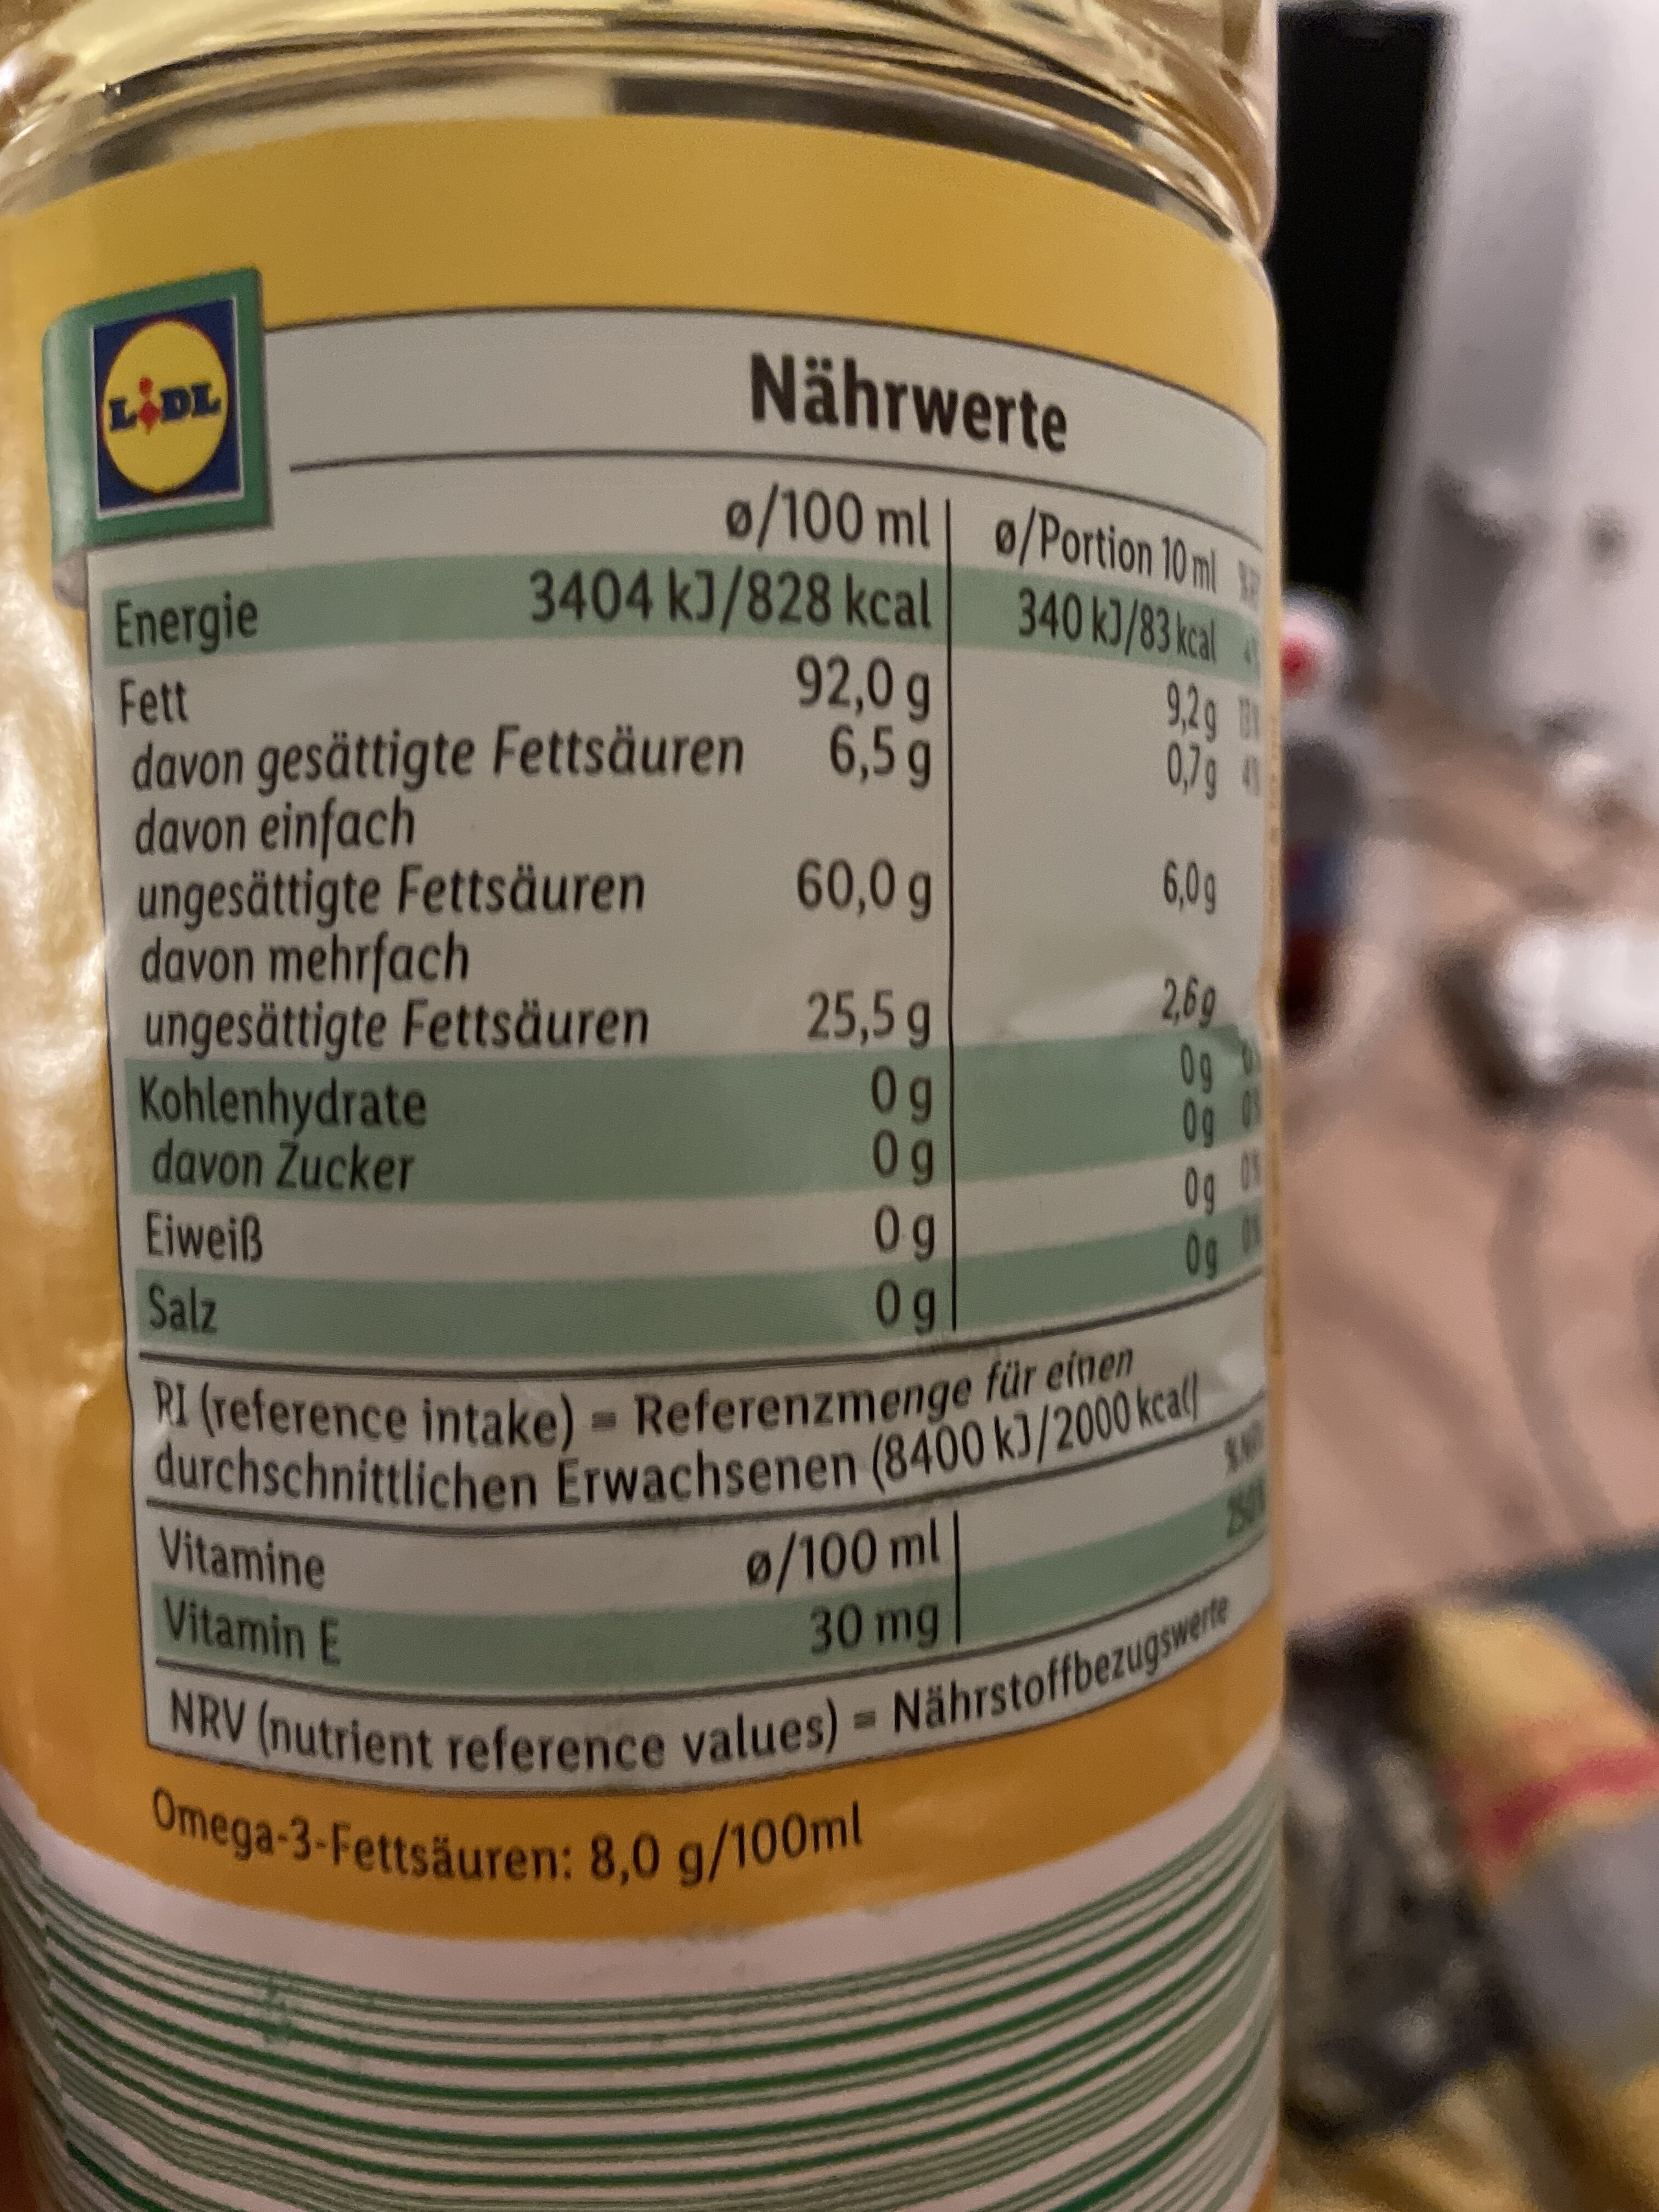 LIDL
Nährwerte
ø/100 ml ø/Portion 10 ml
Energie 3404 kJ/828 kcal 340 kJ/83 kcal
Fett 92,0 g 9,2 g
davon gesättigte Fettsäuren 6,5 g 0,7 g
davon einfach
ungesättigte Fettsäuren 60,0 g 6,0 g
davon mehrfach
ungesättigte Fettsäuren 25,5 g 2,6 g
Kohlenhydrate 0 g 0 g
davon Zucker 0 g 0 g
Eiweiß 0 g 0 g
Salz 0 g 0 g
RI (reference intake) = Referenzmenge für einen
durchschnittlichen Erwachsenen (8400 kJ/2000 kcal)
Vitamine ø/100 ml
Vitamin E 30 mg
NRV (nutrient reference values) = Nährstoffbezugswerte
Omega-3-Fettsäuren: 8,0 g/100ml